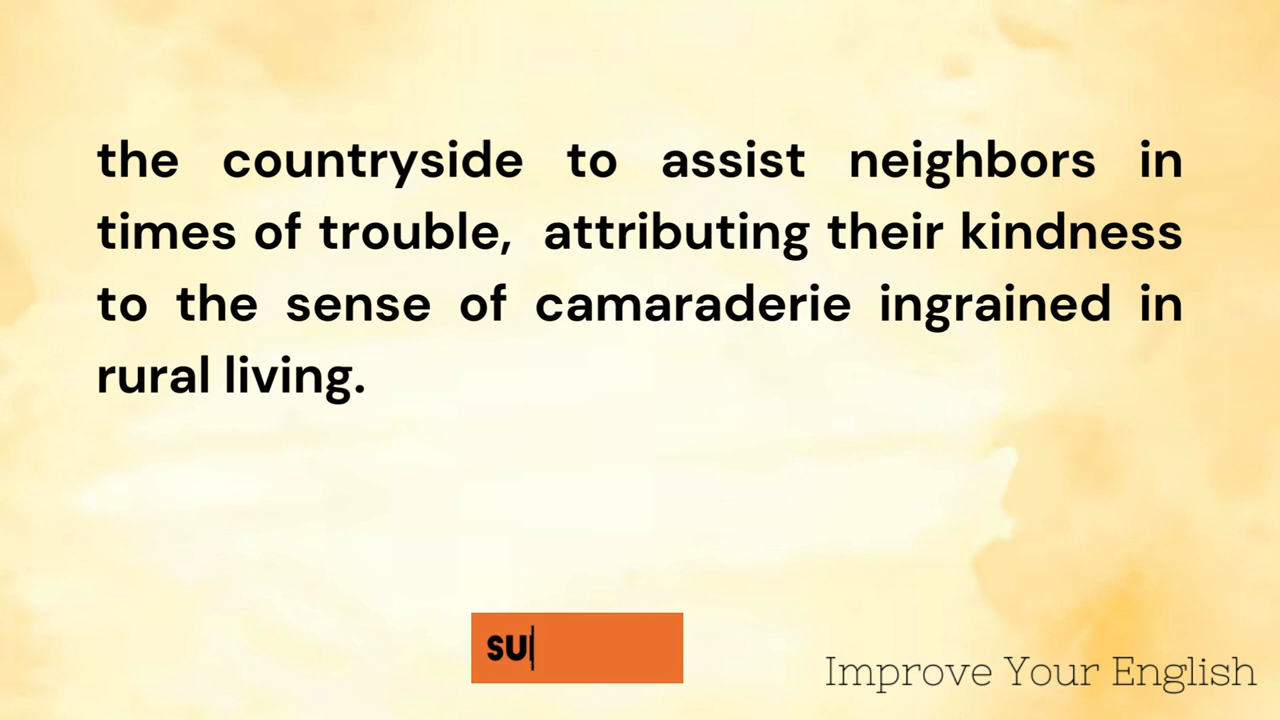 the countryside to assist neighbors in
times of trouble, attributing their kindness
to the sense of camaraderie ingrained in
rural living.
SU
Improve Your English